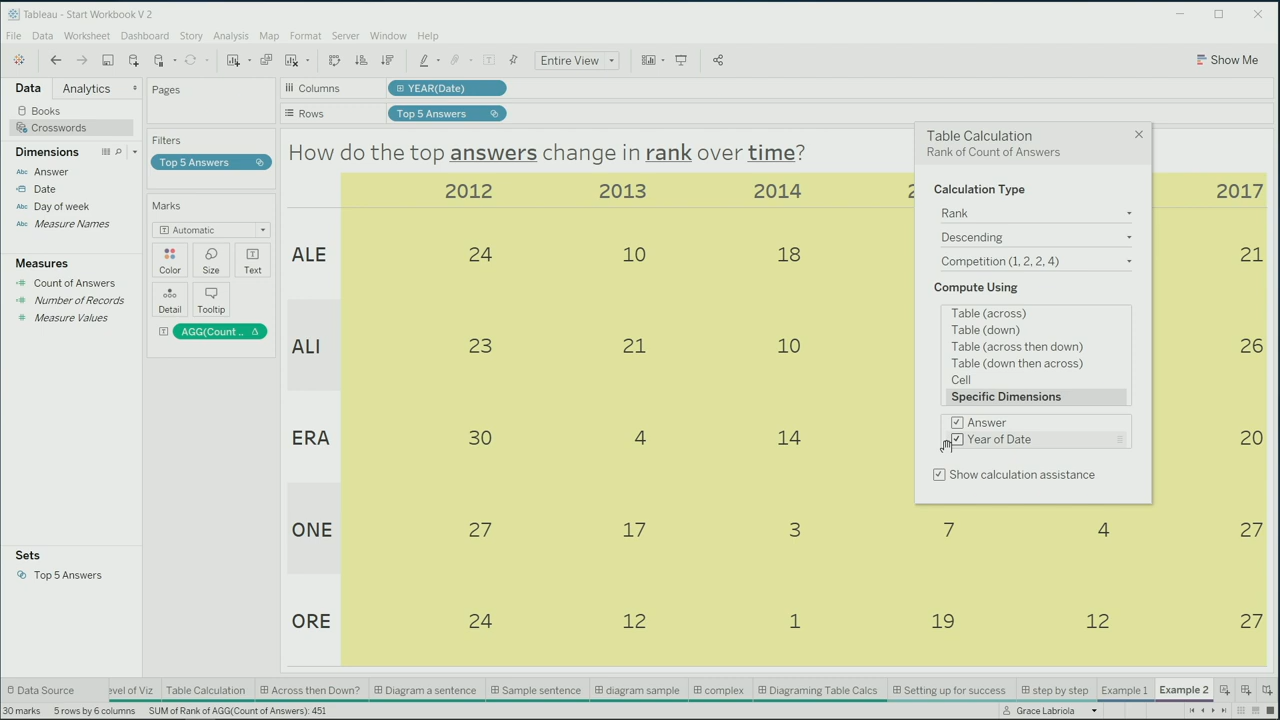 Tableau - Start Workbook V 2
File Data Worksheet Dashboard Story Analysis Map Format Server Window Help
Entire View
Show Me
Data Analytics
Books
Crosswords
Dimensions
Abc Answer
Date
Abc Day of week
Abc Measure Names
Measures
Count of Answers
Number of Records
Measure Values
Sets
Top 5 Answers
Pages
Filters
Top 5 Answers
Marks
Automatic
Color Size Text
Detail Tooltip
AGG(Count .. Δ
Columns YEAR(Date)
Rows Top 5 Answers
How do the top answers change in rank over time?
2012 2013 2014 2017
ALE 24 10 18 21
ALI 23 21 10 26
ERA 30 4 14 20
ONE 27 17 3 7 4 27
ORE 24 12 1 19 12 27
Table Calculation
Rank of Count of Answers
Calculation Type
Rank
Descending
Competition (1, 2, 2, 4)
Compute Using
Table (across)
Table (down)
Table (across then down)
Table (down then across)
Cell
Specific Dimensions
Answer
Year of Date
Show calculation assistance
Data Source evel of Viz Table Calculation Across then Down? Diagram a sentence Sample sentence diagram sample complex Diagraming Table Calcs Setting up for success step by step Example 1 Example 2
30 marks 5 rows by 6 columns SUM of Rank of AGG(Count of Answers): 451 Grace Labriola